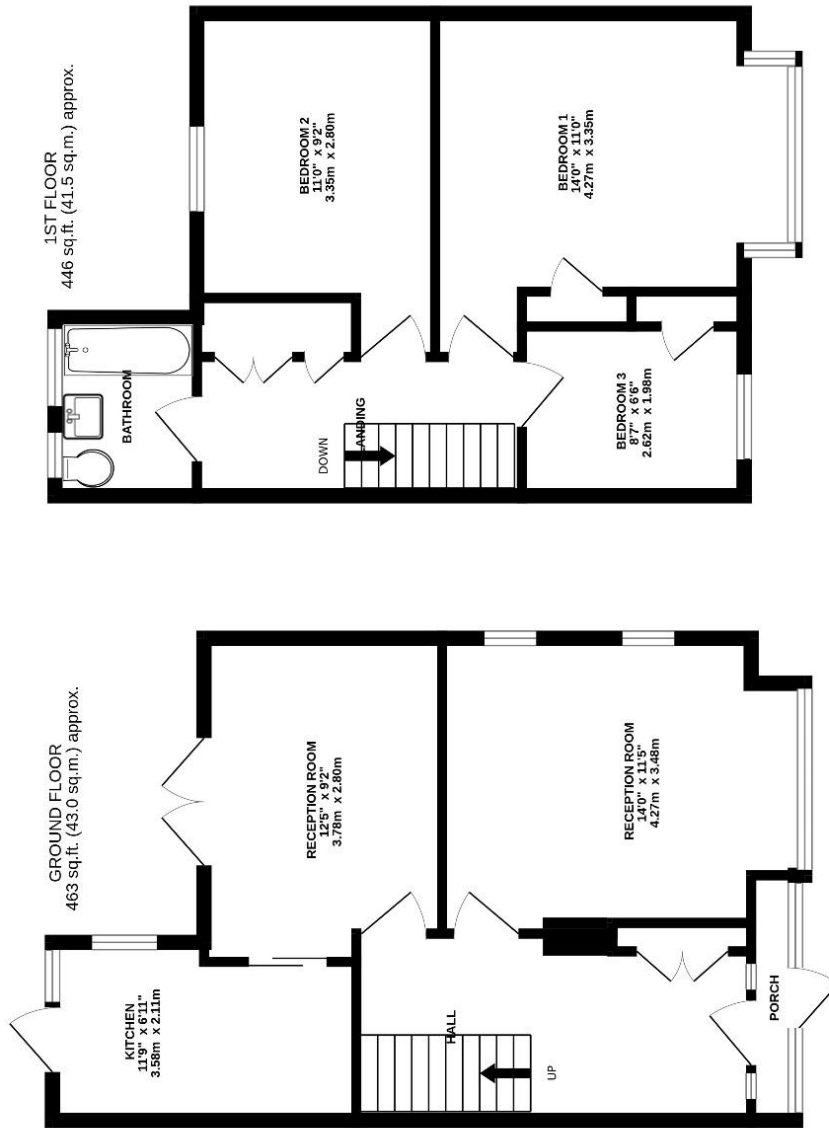 GROUND FLOOR
463 sq.ft. (43.0 sq.m.) approx.
1ST FLOOR
446 sq.ft. (41.5 sq.m.) approx.
KITCHEN
11'9" x 6'11"
3.58m x 2.11m
RECEPTION ROOM
12'5" x 9'2"
3.78m x 2.80m
HALL
UP
RECEPTION ROOM
14'0" x 11'5"
4.27m x 3.48m
PORCH
BATHROOM
DOWN
LANDING
BEDROOM 2
11'0" x 9'2"
3.35m x 2.80m
BEDROOM 3
8'7" x 6'6"
2.62m x 1.98m
BEDROOM 1
14'0" x 11'0"
4.27m x 3.35m